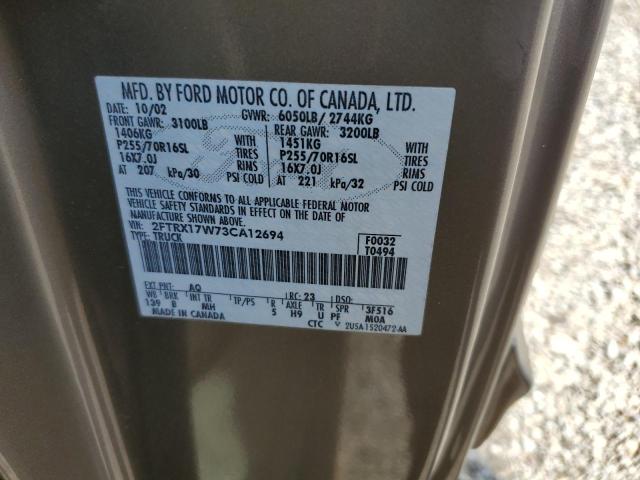 MFD. BY FORD MOTOR CO. OF CANADA, LTD.
DATE: 10/02 GVWR: 6050LB/ 2744KG
FRONT GAWR: 3100LB REAR GAWR: 3200LB
1406KG WITH 1451KG WITH
P255/70R16SL TIRES P255/70R16SL TIRES
16X7.0J RIMS 16X7.0J RIMS
AT 207 kPa/30 PSI COLD AT 221 kPa/32 PSI COLD
THIS VEHICLE CONFORMS TO ALL APPLICABLE FEDERAL MOTOR
VEHICLE SAFETY STANDARDS IN EFFECT ON THE DATE OF
MANUFACTURE SHOWN ABOVE.
VIN: 2FTRX17W73CA12694 F0032
TYPE: TRUCK T0494
EXT PNT: AQ RC: 23 DSO:
WB BRK INT TR TP/PS R AXLE TR SPR 3F516
139 B MH 5 H9 U PF MOA
MADE IN CANADA CTC V 2U5A 1520472-AA